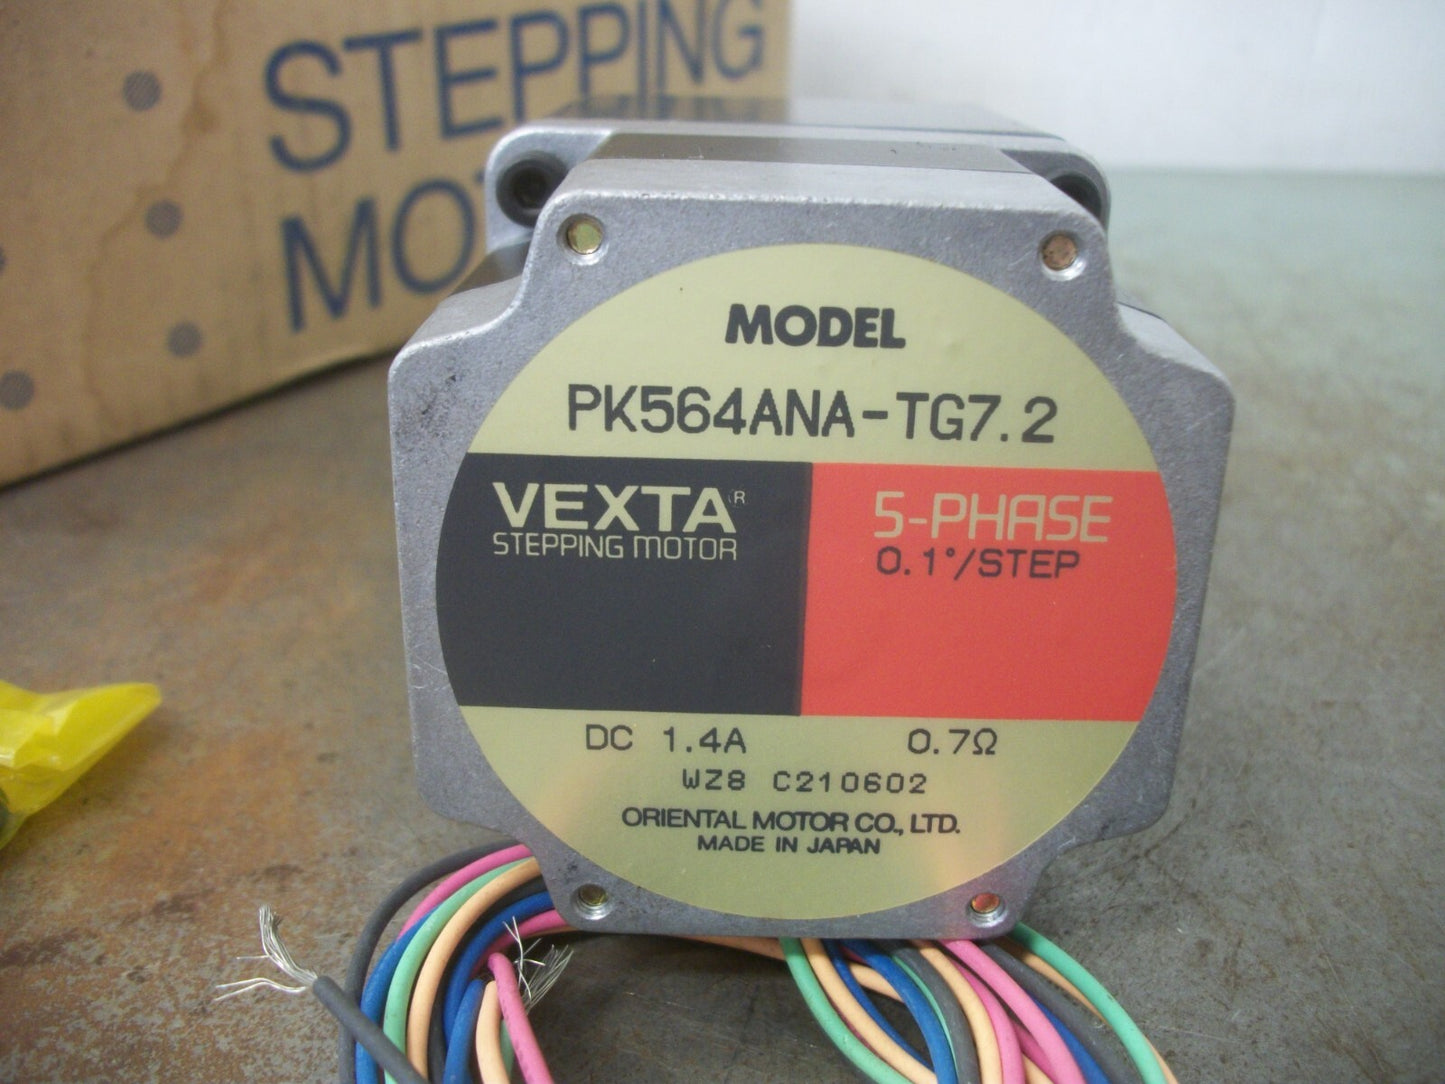 STEPPING
MO
MODEL
PK564ANA-TG7.2
VEXTA R
STEPPING MOTOR
5-PHASE
0.1°/STEP
DC 1.4A 0.7Ω
WZ8 C210602
ORIENTAL MOTOR CO., LTD.
MADE IN JAPAN